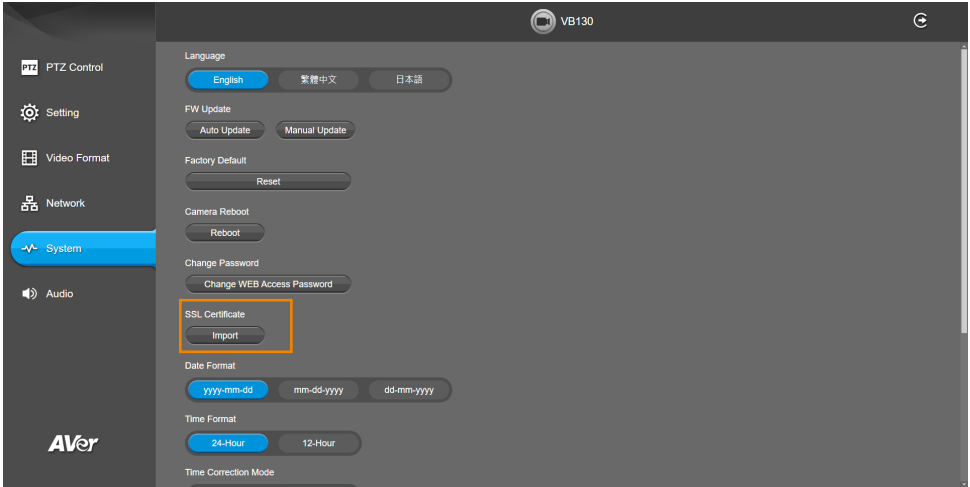 VB130
PTZ PTZ Control
Setting
Video Format
Network
System
Audio
AVer
Language
English 繁體中文 日本語
FW Update
Auto Update Manual Update
Factory Default
Reset
Camera Reboot
Reboot
Change Password
Change WEB Access Password
SSL Certificate
Import
Date Format
yyyy-mm-dd mm-dd-yyyy dd-mm-yyyy
Time Format
24-Hour 12-Hour
Time Correction Mode